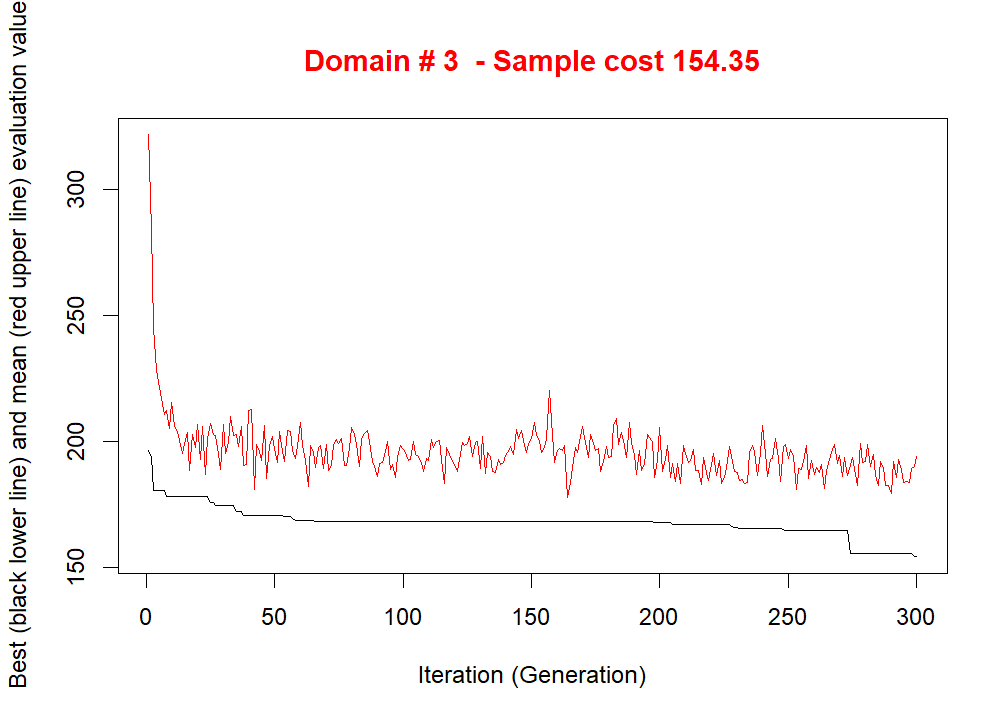 Domain # 3  - Sample cost 154.35
Best (black lower line) and mean (red upper line) evaluation value
300
250
200
150
0 50 100 150 200 250 300
Iteration (Generation)